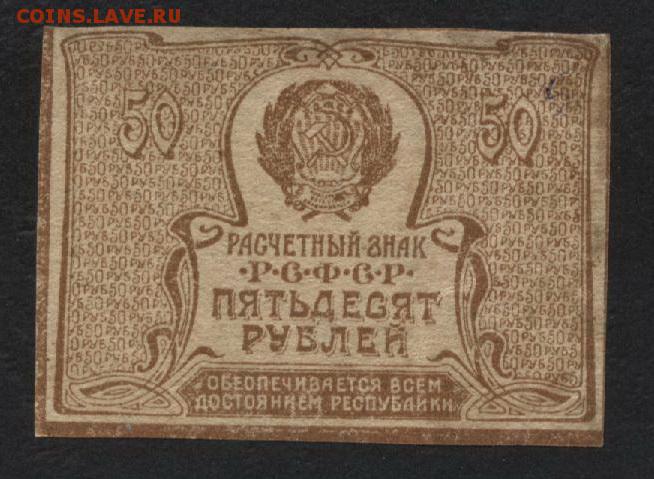 COINS.LAVE.RU
50 50
РАСЧЕТНЫЙ ЗНАК
·Р·С·Ф·С·Р·
ПЯТЬДЕСЯТ
РУБЛЕЙ
ОБЕСПЕЧИВАЕТСЯ ВСЕМ
ДОСТОЯНИЕМ РЕСПУБЛИКИ